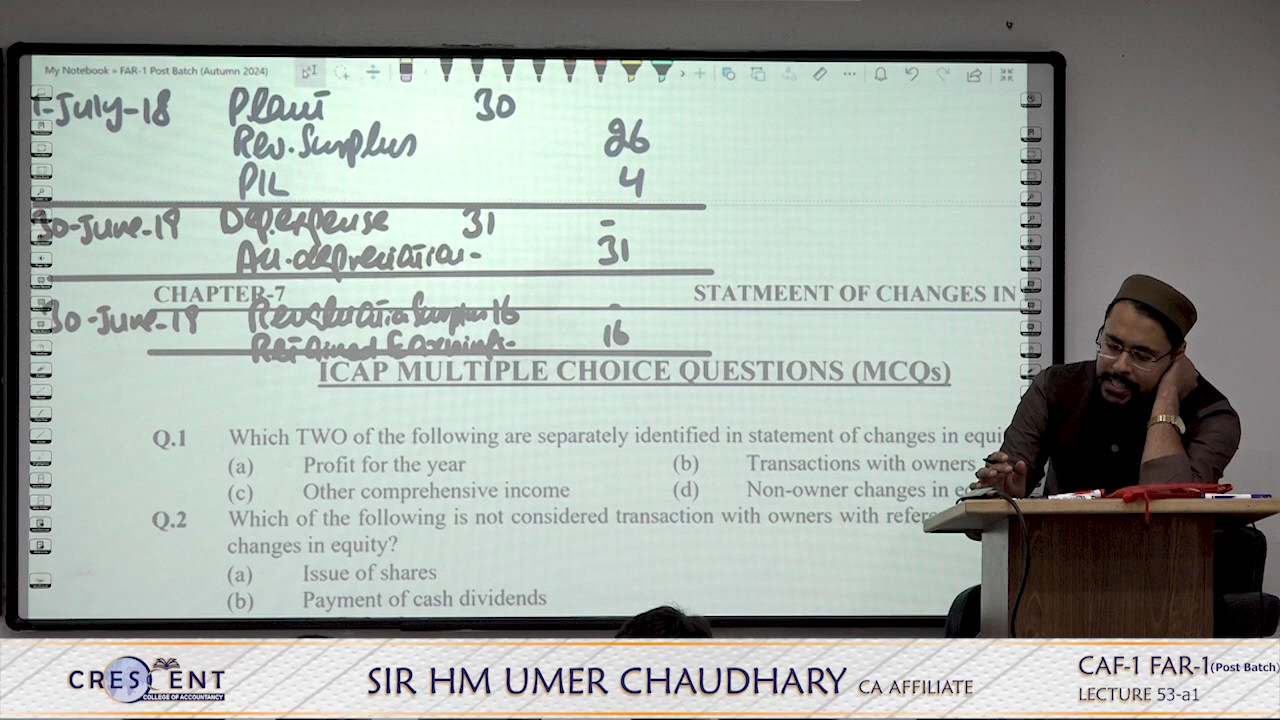 My Notebook » FAR-1 Post Batch (Autumn 2024)
1-July-18 Plant 30
Rev.Surplus 26
PIL 4
30-June-19 Dep.expense 31 -
Acc.depreciation- 31
CHAPTER-7 STATMEENT OF CHANGES IN
30-June-19 Revaluation Surplus 16 -
Retained Earnings- 16
ICAP MULTIPLE CHOICE QUESTIONS (MCQs)
Q.1 Which TWO of the following are separately identified in statement of changes in equi
(a) Profit for the year (b) Transactions with owners
(c) Other comprehensive income (d) Non-owner changes in e
Q.2 Which of the following is not considered transaction with owners with refere
changes in equity?
(a) Issue of shares
(b) Payment of cash dividends
CRESCENT
COLLEGE OF ACCOUNTANCY
SIR HM UMER CHAUDHARY CA AFFILIATE
CAF-1 FAR-1(Post Batch)
LECTURE 53-a1